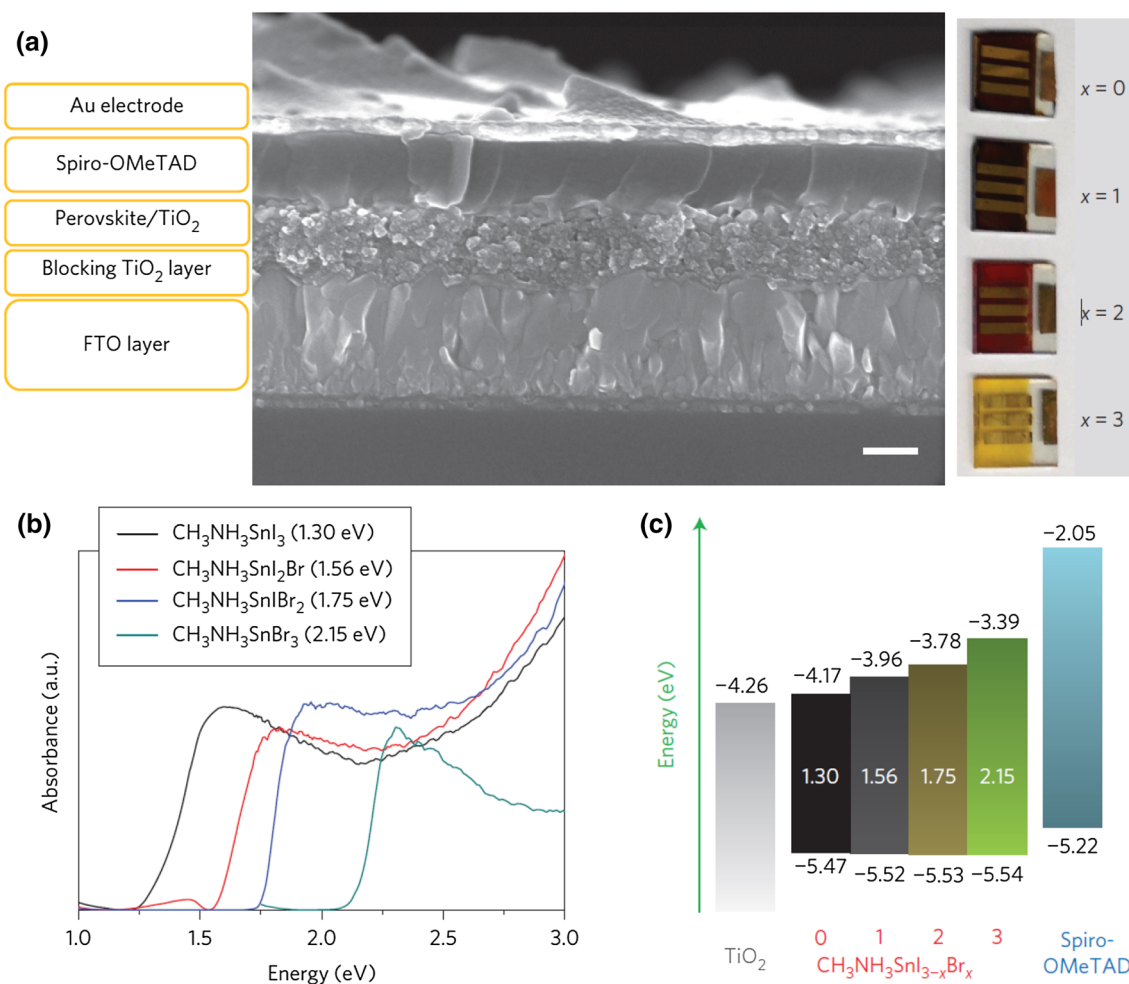 (a)
Au electrode
Spiro-OMeTAD
Perovskite/TiO₂
Blocking TiO₂ layer
FTO layer
x = 0
x = 1
x = 2
x = 3
(b)
CH₃NH₃SnI₃ (1.30 eV)
CH₃NH₃SnI₂Br (1.56 eV)
CH₃NH₃SnIBr₂ (1.75 eV)
CH₃NH₃SnBr₃ (2.15 eV)
Absorbance (a.u.)
1.0 1.5 2.0 2.5 3.0
Energy (eV)
(c)
Energy (eV)
−2.05
−3.39
−3.78
−3.96
−4.17
−4.26
1.30 1.56 1.75 2.15
−5.22
−5.47 −5.52 −5.53 −5.54
0 1 2 3
TiO₂
CH₃NH₃SnI₃₋ₓBrₓ
Spiro-
OMeTAD